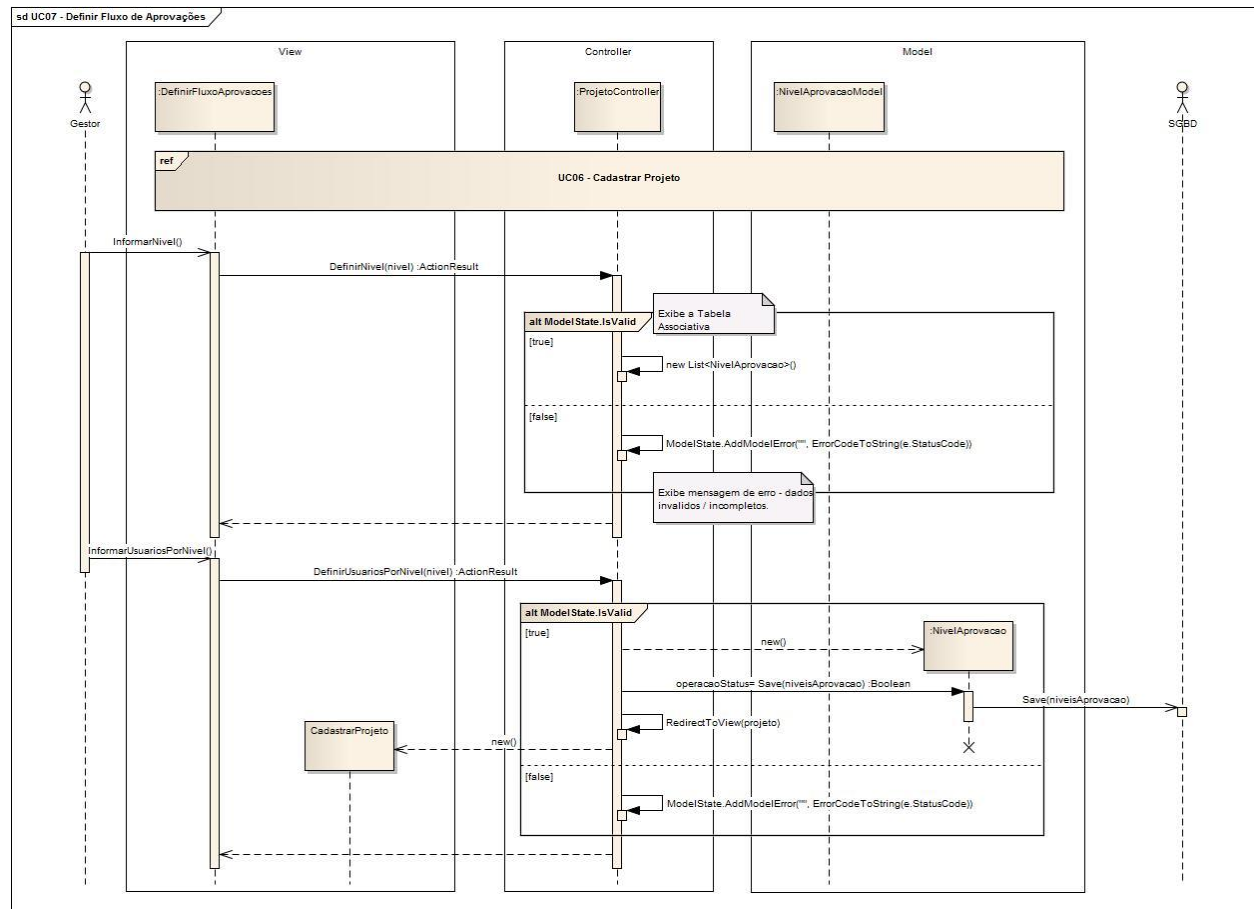 sd UC07 - Definir Fluxo de Aprovações
View
Controller
Model
:DefinirFluxoAprovacoes
:ProjetoController
:NivelAprovacaoModel
Gestor
SGBD
ref
UC06 - Cadastrar Projeto
InformarNivel()
DefinirNivel(nivel) :ActionResult
alt ModelState.IsValid
Exibe a Tabela
Associativa
[true]
new List<NivelAprovacao>()
[false]
ModelState.AddModelError("", ErrorCodeToString(e.StatusCode))
Exibe mensagem de erro - dados
invalidos / incompletos.
InformarUsuariosPorNivel()
DefinirUsuariosPorNivel(nivel) :ActionResult
alt ModelState.IsValid
[true]
:NivelAprovacao
new()
operacaoStatus= Save(niveisAprovacao) :Boolean
Save(niveisAprovacao)
RedirectToView(projeto)
CadastrarProjeto
new()
[false]
ModelState.AddModelError("", ErrorCodeToString(e.StatusCode))